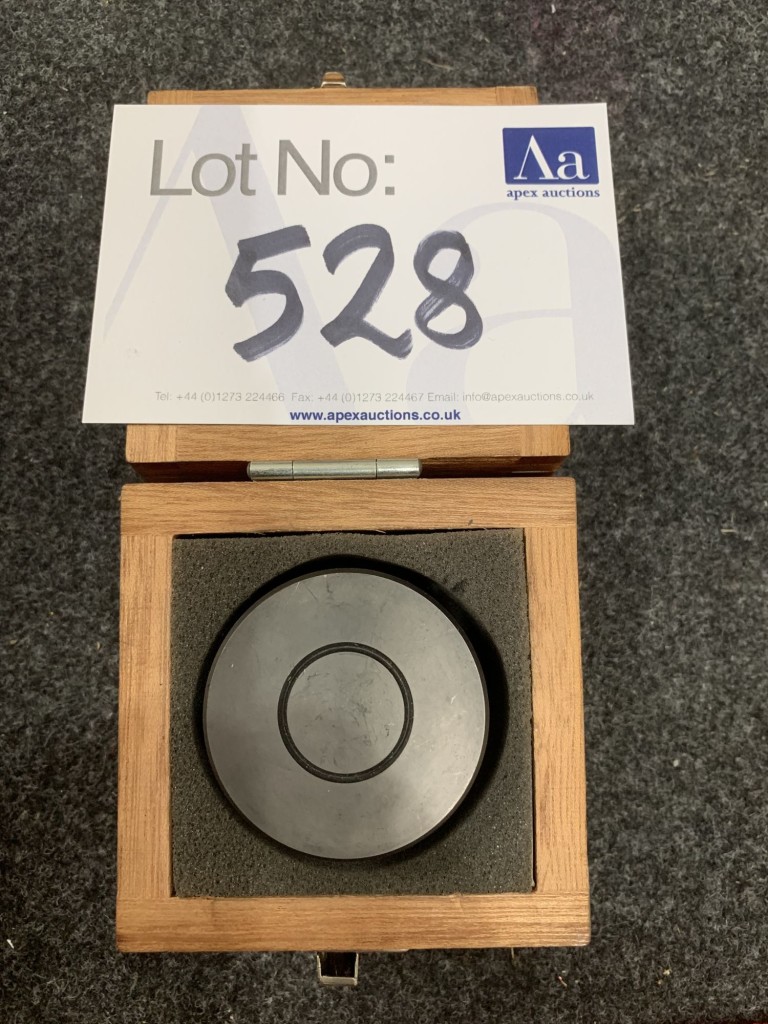 Lot No:
Aa
apex auctions
528
Tel: +44 (0)1273 224466 Fax: +44 (0)1273 224467 Email: info@apexauctions.co.uk
www.apexauctions.co.uk